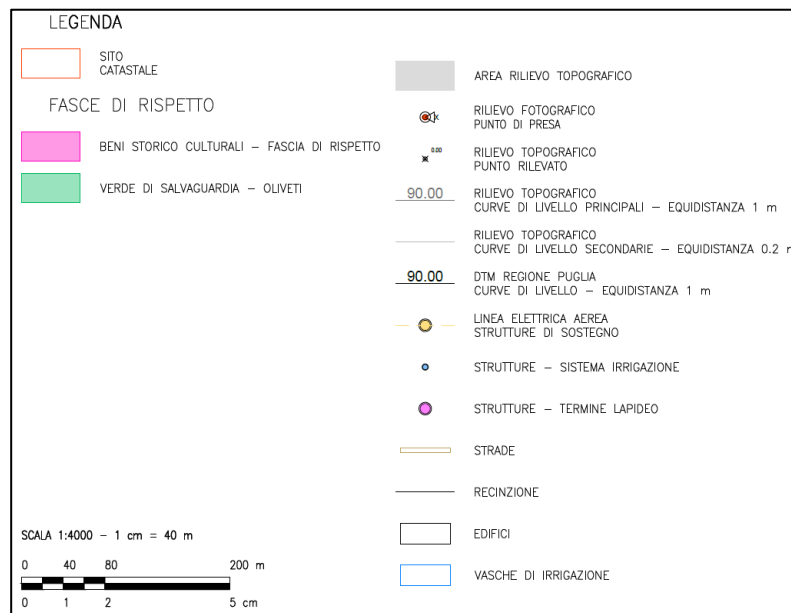 LEGENDA
SITO
CATASTALE
FASCE DI RISPETTO
BENI STORICO CULTURALI – FASCIA DI RISPETTO
VERDE DI SALVAGUARDIA – OLIVETI
SCALA 1:4000 – 1 cm = 40 m
0 40 80 200 m
0 1 2 5 cm
AREA RILIEVO TOPOGRAFICO
RILIEVO FOTOGRAFICO
PUNTO DI PRESA
0.00
RILIEVO TOPOGRAFICO
PUNTO RILEVATO
90.00
RILIEVO TOPOGRAFICO
CURVE DI LIVELLO PRINCIPALI – EQUIDISTANZA 1 m
RILIEVO TOPOGRAFICO
CURVE DI LIVELLO SECONDARIE – EQUIDISTANZA 0.2 m
90.00
DTM REGIONE PUGLIA
CURVE DI LIVELLO – EQUIDISTANZA 1 m
LINEA ELETTRICA AEREA
STRUTTURE DI SOSTEGNO
STRUTTURE – SISTEMA IRRIGAZIONE
STRUTTURE – TERMINE LAPIDEO
STRADE
RECINZIONE
EDIFICI
VASCHE DI IRRIGAZIONE